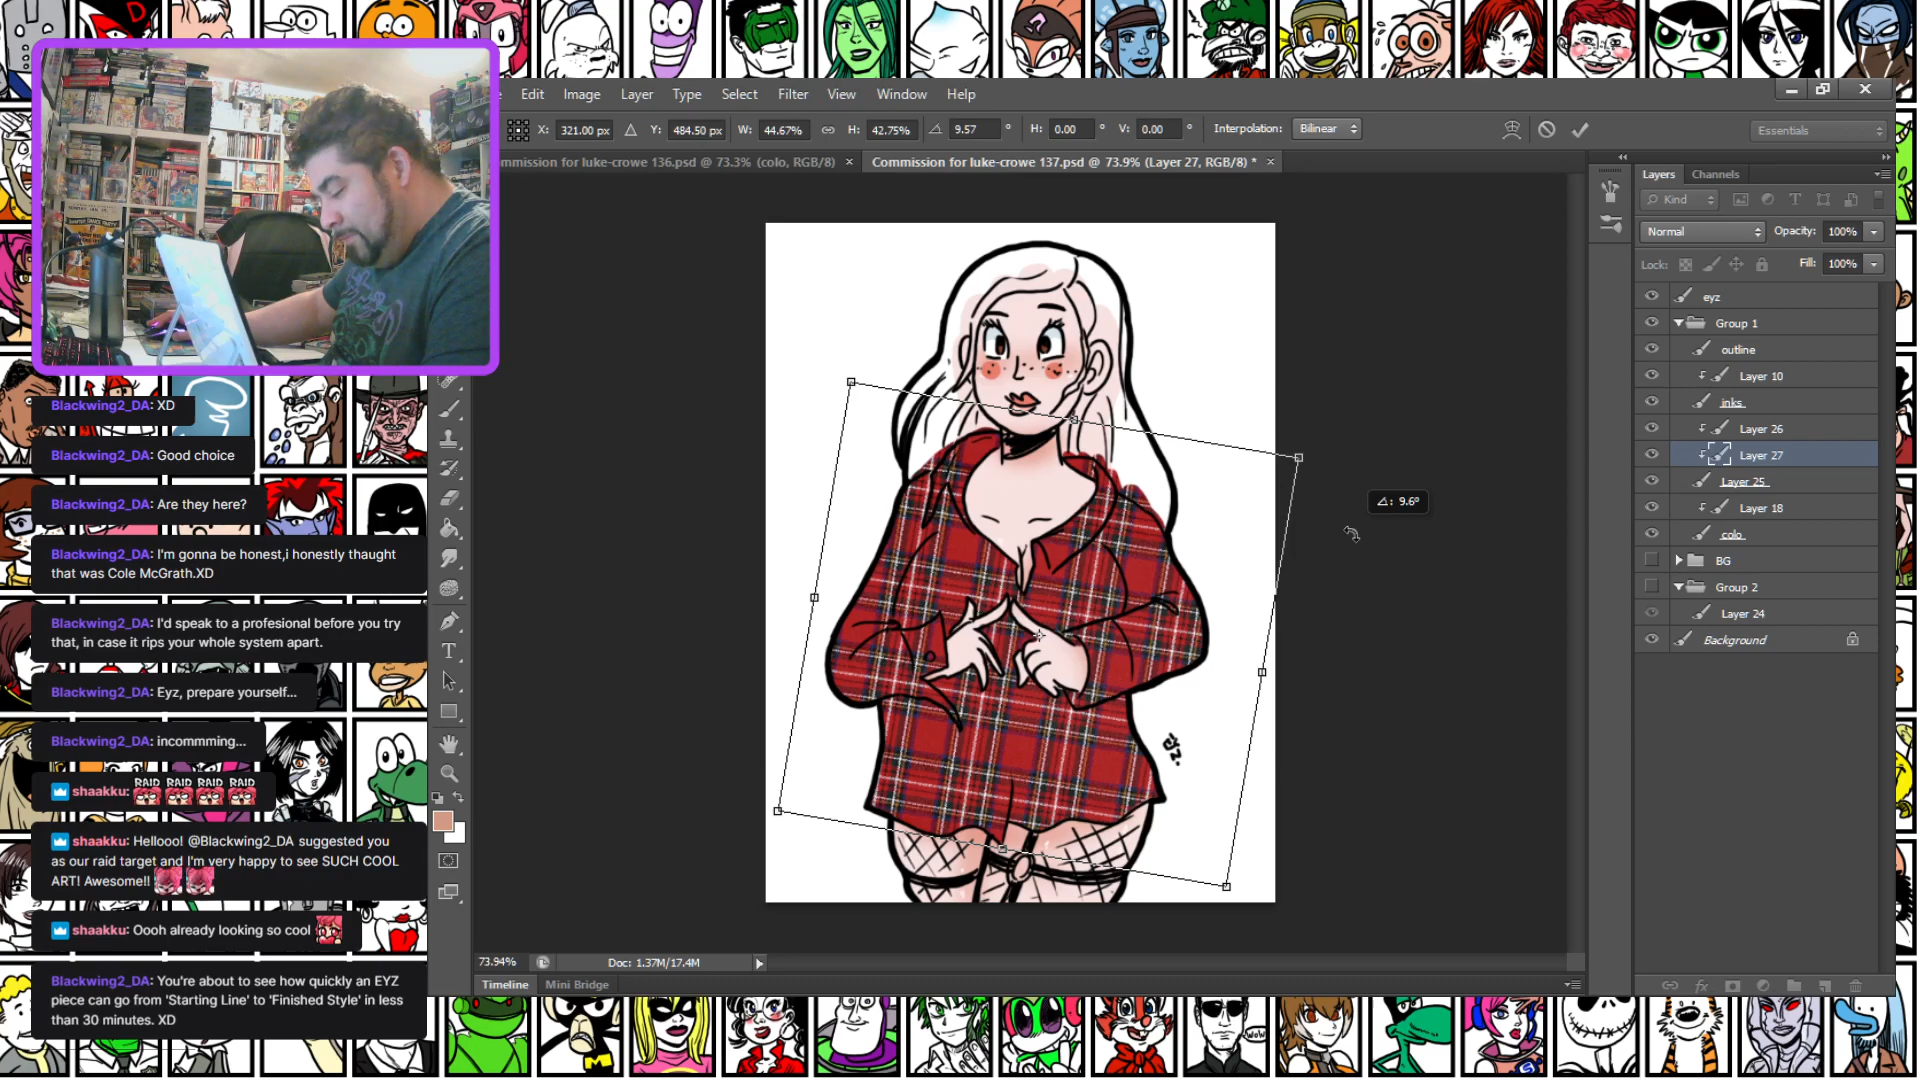 Edit Image Layer Type Select Filter View Window Help
X: 321.00 px Y: 484.50 px W: 44.67% H: 42.75% 9.57 ° H: 0.00 ° V: 0.00 ° Interpolation: Bilinear
Essentials
mmission for luke-crowe 136.psd @ 73.3% (colo, RGB/8) × Commission for luke-crowe 137.psd @ 73.9% (Layer 27, RGB/8) * ×
Layers Channels
Kind
Normal Opacity: 100%
Lock: Fill: 100%
eyz
Group 1
outline
Layer 10
inks
Layer 26
Layer 27
Layer 25
Layer 18
colo
BG
Group 2
Layer 24
Background
9.6°
eyz.
Blackwing2_DA: XD
Blackwing2_DA: Good choice
Blackwing2_DA: Are they here?
Blackwing2_DA: I'm gonna be honest,i honestly thaught
that was Cole McGrath.XD
Blackwing2_DA: I'd speak to a profesional before you try
that, in case it rips your whole system apart.
Blackwing2_DA: Eyz, prepare yourself...
Blackwing2_DA: incommming...
shaakku: RAID RAID RAID RAID
shaakku: Hellooo! @Blackwing2_DA suggested you
as our raid target and I'm very happy to see SUCH COOL
ART! Awesome!!
shaakku: Oooh already looking so cool
Blackwing2_DA: You're about to see how quickly an EYZ
piece can go from 'Starting Line' to 'Finished Style' in less
than 30 minutes. XD
73.94% Doc: 1.37M/17.4M
Timeline Mini Bridge
WOW